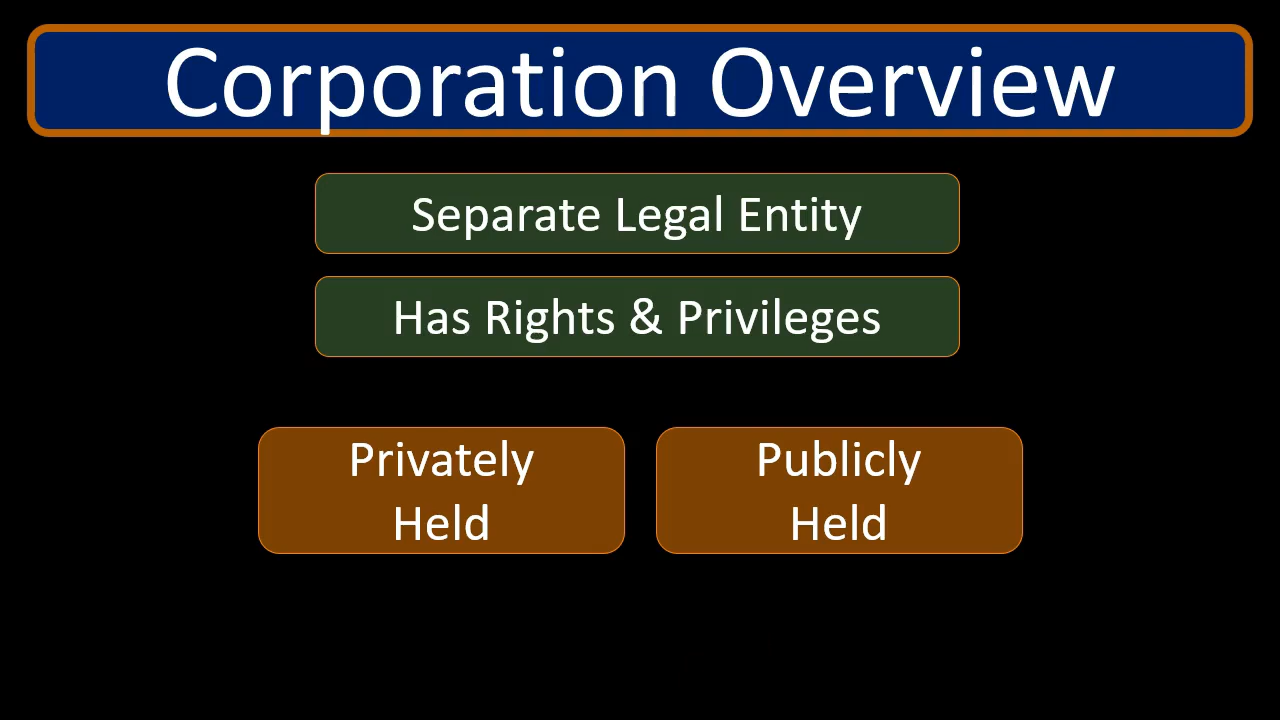 Corporation Overview
Separate Legal Entity
Has Rights & Privileges
Privately
Held
Publicly
Held